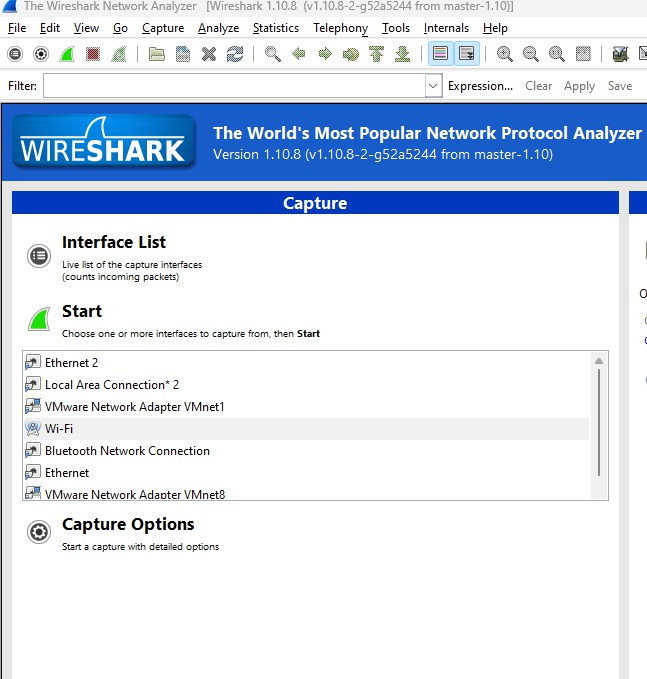 The Wireshark Network Analyzer [Wireshark 1.10.8 (v1.10.8-2-g52a5244 from master-1.10)]
File Edit View Go Capture Analyze Statistics Telephony Tools Internals Help
Filter: Expression... Clear Apply Save
WIRESHARK
The World's Most Popular Network Protocol Analyzer
Version 1.10.8 (v1.10.8-2-g52a5244 from master-1.10)
Capture
Interface List
Live list of the capture interfaces
(counts incoming packets)
Start
Choose one or more interfaces to capture from, then Start
Ethernet 2
Local Area Connection* 2
VMware Network Adapter VMnet1
Wi-Fi
Bluetooth Network Connection
Ethernet
VMware Network Adapter VMnet8
Capture Options
Start a capture with detailed options